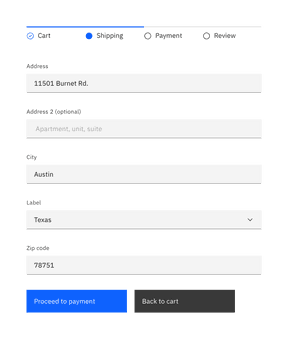 Cart
Shipping
Payment
Review
Address
11501 Burnet Rd.
Address 2 (optional)
Apartment, unit, suite
City
Austin
Label
Texas
Zip code
78751
Proceed to payment
Back to cart